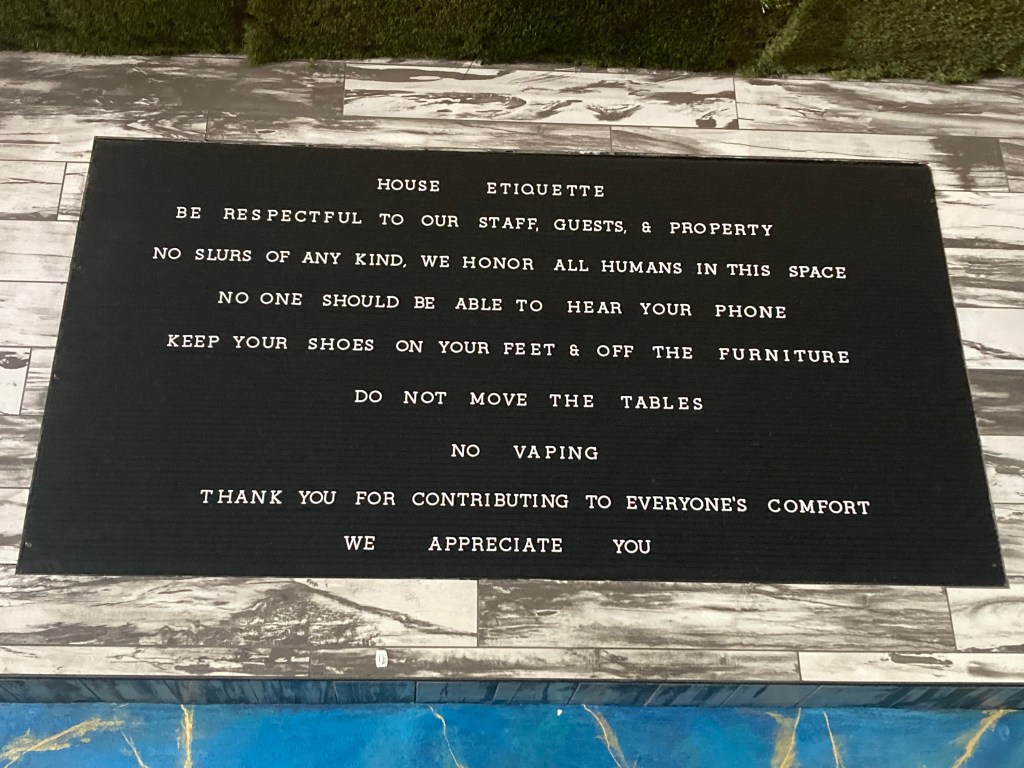 HOUSE ETIQUETTE
BE RESPECTFUL TO OUR STAFF, GUESTS, & PROPERTY
NO SLURS OF ANY KIND, WE HONOR ALL HUMANS IN THIS SPACE
NO ONE SHOULD BE ABLE TO HEAR YOUR PHONE
KEEP YOUR SHOES ON YOUR FEET & OFF THE FURNITURE
DO NOT MOVE THE TABLES
NO VAPING
THANK YOU FOR CONTRIBUTING TO EVERYONE'S COMFORT
WE APPRECIATE YOU